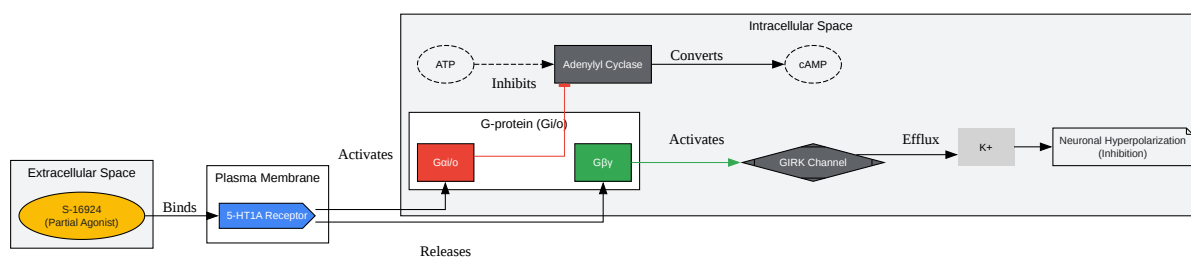 Intracellular Space
ATP
Inhibits
Adenylyl Cyclase
Converts
cAMP
G-protein (Gi/o)
Activates
Gαi/o
Gβγ
Activates
GIRK Channel
Efflux
K+
Neuronal Hyperpolarization
(Inhibition)
Extracellular Space
S-16924
(Partial Agonist)
Binds
Plasma Membrane
5-HT1A Receptor
Releases